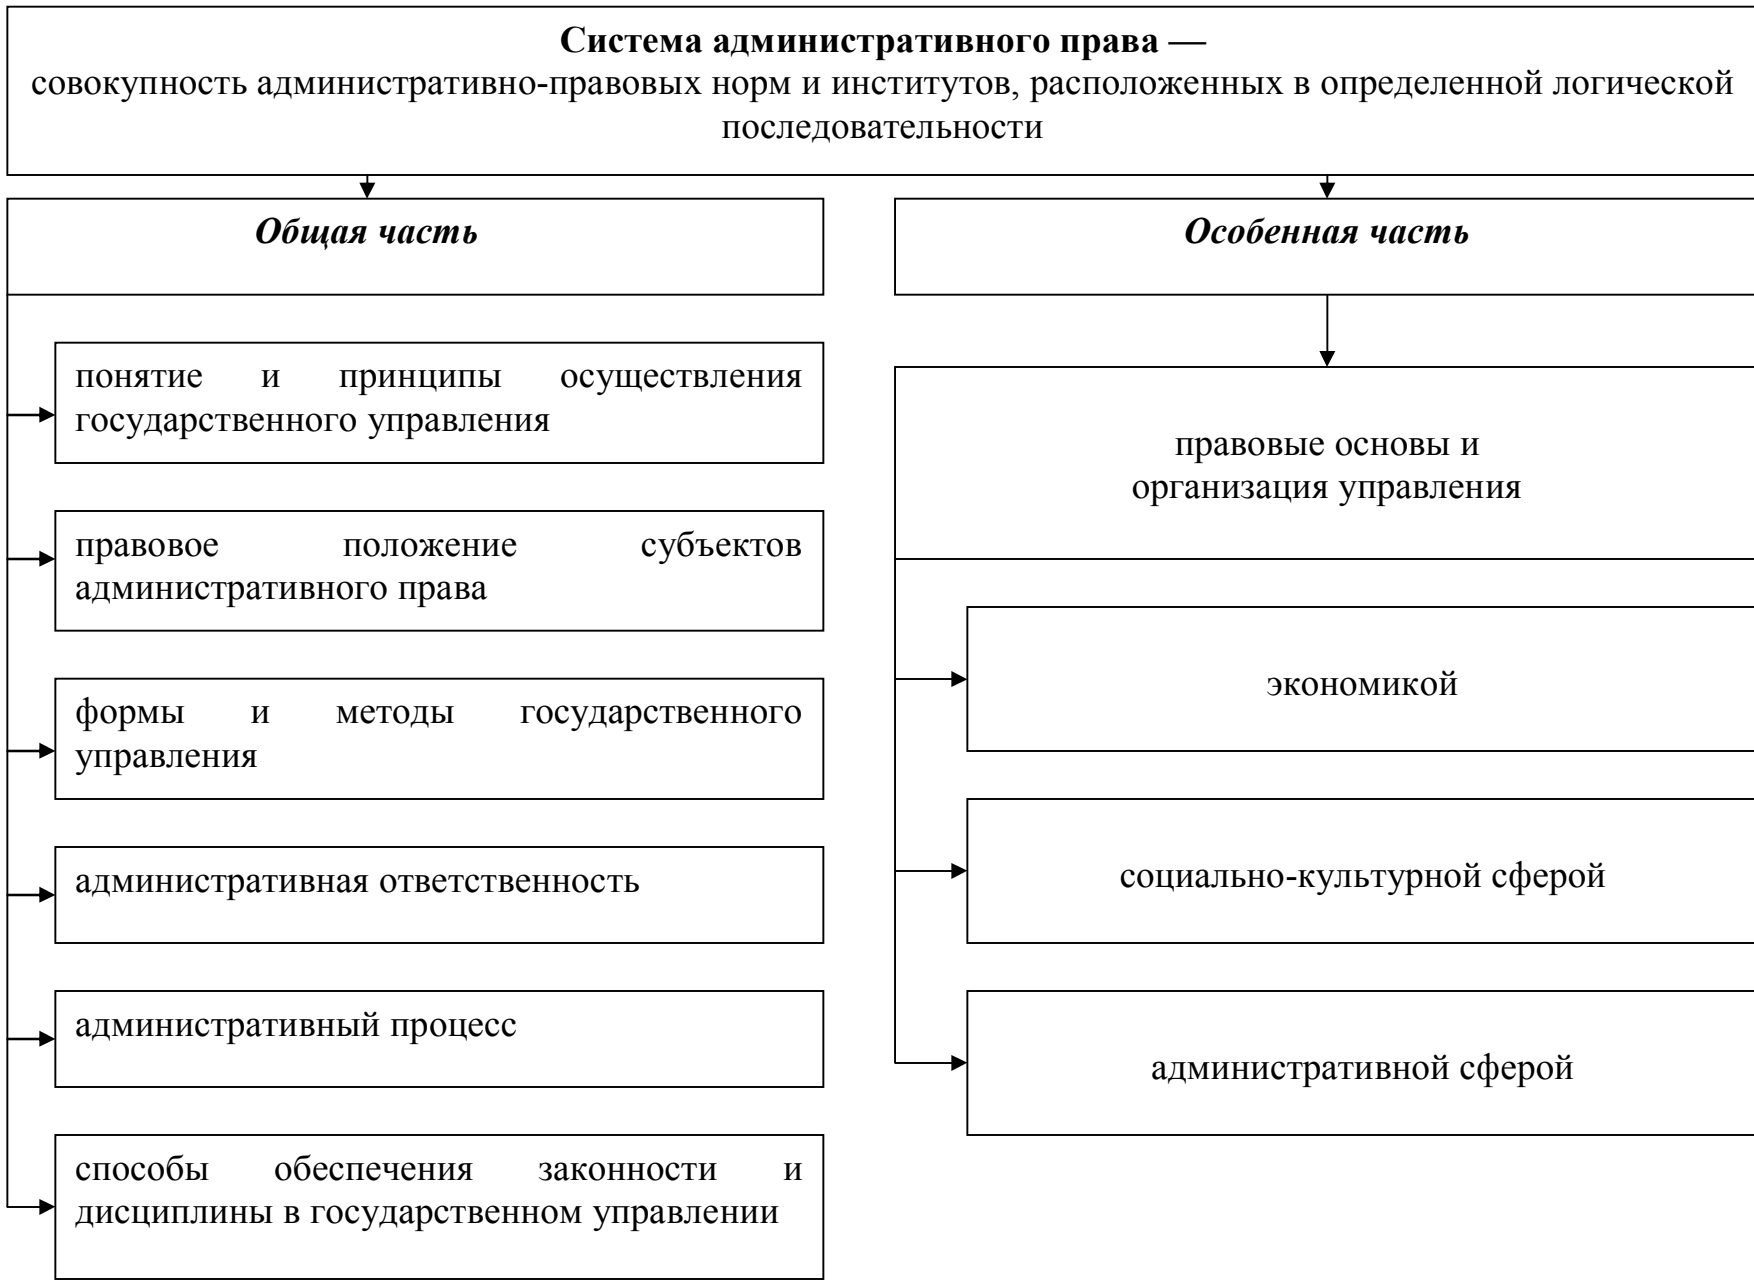 Система административного права —
совокупность административно-правовых норм и институтов, расположенных в определенной логической
последовательности
Общая часть
понятие и принципы осуществления
государственного управления
правовое положение субъектов
административного права
формы и методы государственного
управления
административная ответственность
административный процесс
способы обеспечения законности и
дисциплины в государственном управлении
Особенная часть
правовые основы и
организация управления
экономикой
социально-культурной сферой
административной сферой